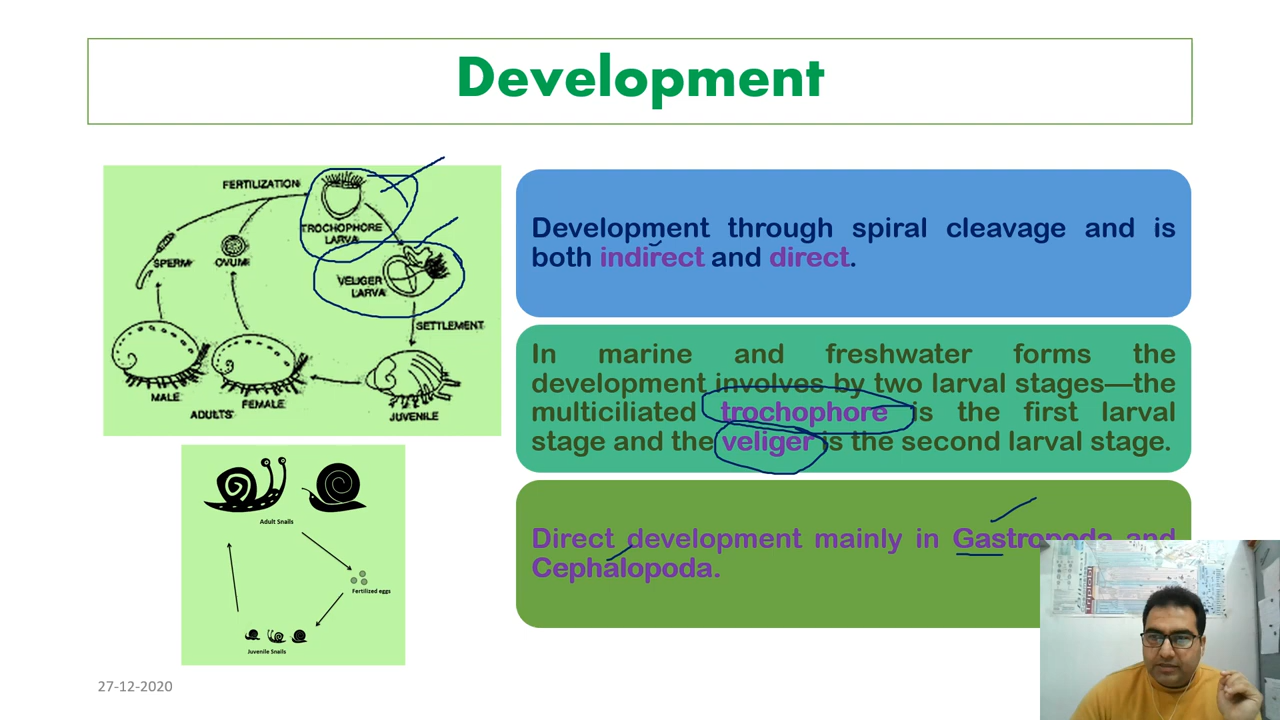 Development
FERTILIZATION
TROCHOPHORE
LARVA
SPERM
OVUM
VELIGER
LARVA
SETTLEMENT
MALE
FEMALE
ADULTS
JUVENILE
Adult Snails
Fertilized eggs
Juvenile Snails
Development through spiral cleavage and is
both indirect and direct.
In marine and freshwater forms the
development involves by two larval stages—the
multiciliated trochophore is the first larval
stage and the veliger is the second larval stage.
Direct development mainly in Gastropoda and
Cephalopoda.
27-12-2020